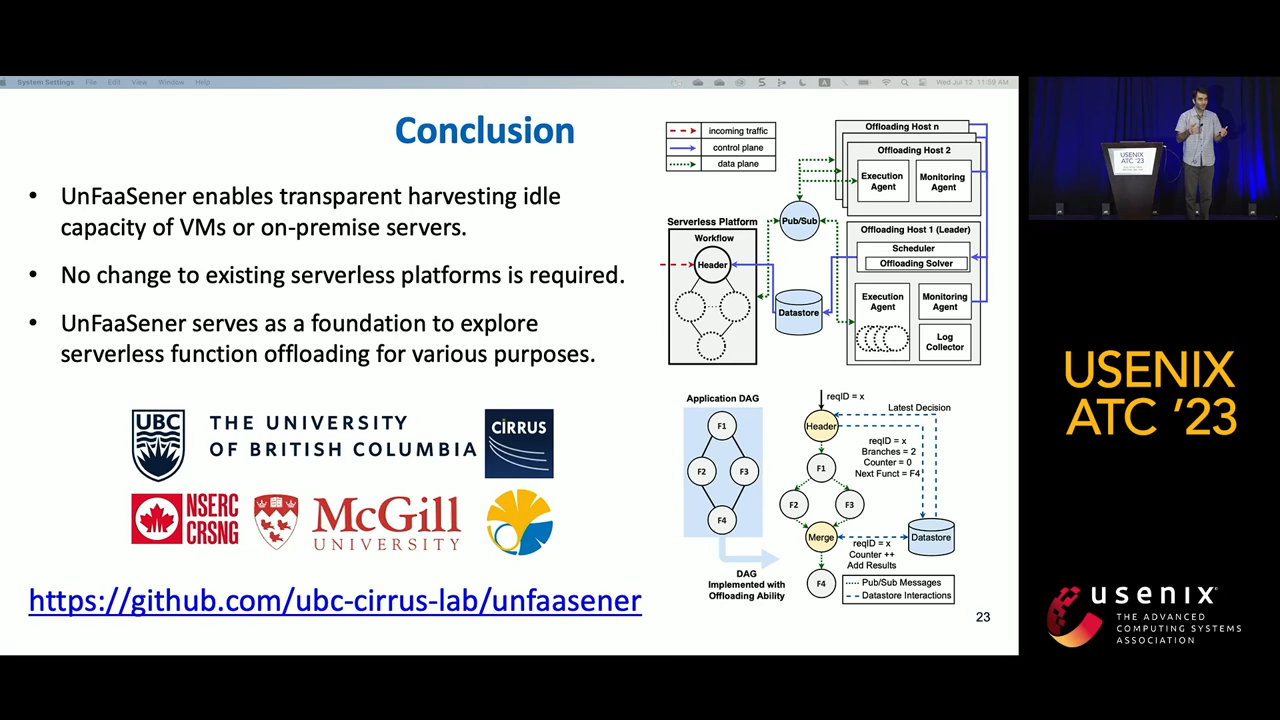 System Settings File Edit View Window Help
Wed Jul 12 11:59 AM
Conclusion
• UnFaaSener enables transparent harvesting idle
capacity of VMs or on-premise servers.
• No change to existing serverless platforms is required.
• UnFaaSener serves as a foundation to explore
serverless function offloading for various purposes.
UBC
THE UNIVERSITY
OF BRITISH COLUMBIA
CIRRUS
NSERC
CRSNG
McGill
UNIVERSITY
https://github.com/ubc-cirrus-lab/unfaasener
incoming traffic
control plane
data plane
Offloading Host n
Offloading Host 2
Execution
Agent
Monitoring
Agent
Pub/Sub
Serverless Platform
Workflow
Header
Datastore
Offloading Host 1 (Leader)
Scheduler
Offloading Solver
Execution
Agent
Monitoring
Agent
Log
Collector
Application DAG
F1
F2
F3
F4
DAG
Implemented with
Offloading Ability
reqID = x
Latest Decision
Header
reqID = x
Branches = 2
Counter = 0
Next Funct = F4
F1
F2
F3
Merge
Datastore
reqID = x
Counter ++
Add Results
F4
Pub/Sub Messages
Datastore Interactions
23
USENIX
ATC '23
USENIX
ATC '23
usenix
THE ADVANCED
COMPUTING SYSTEMS
ASSOCIATION